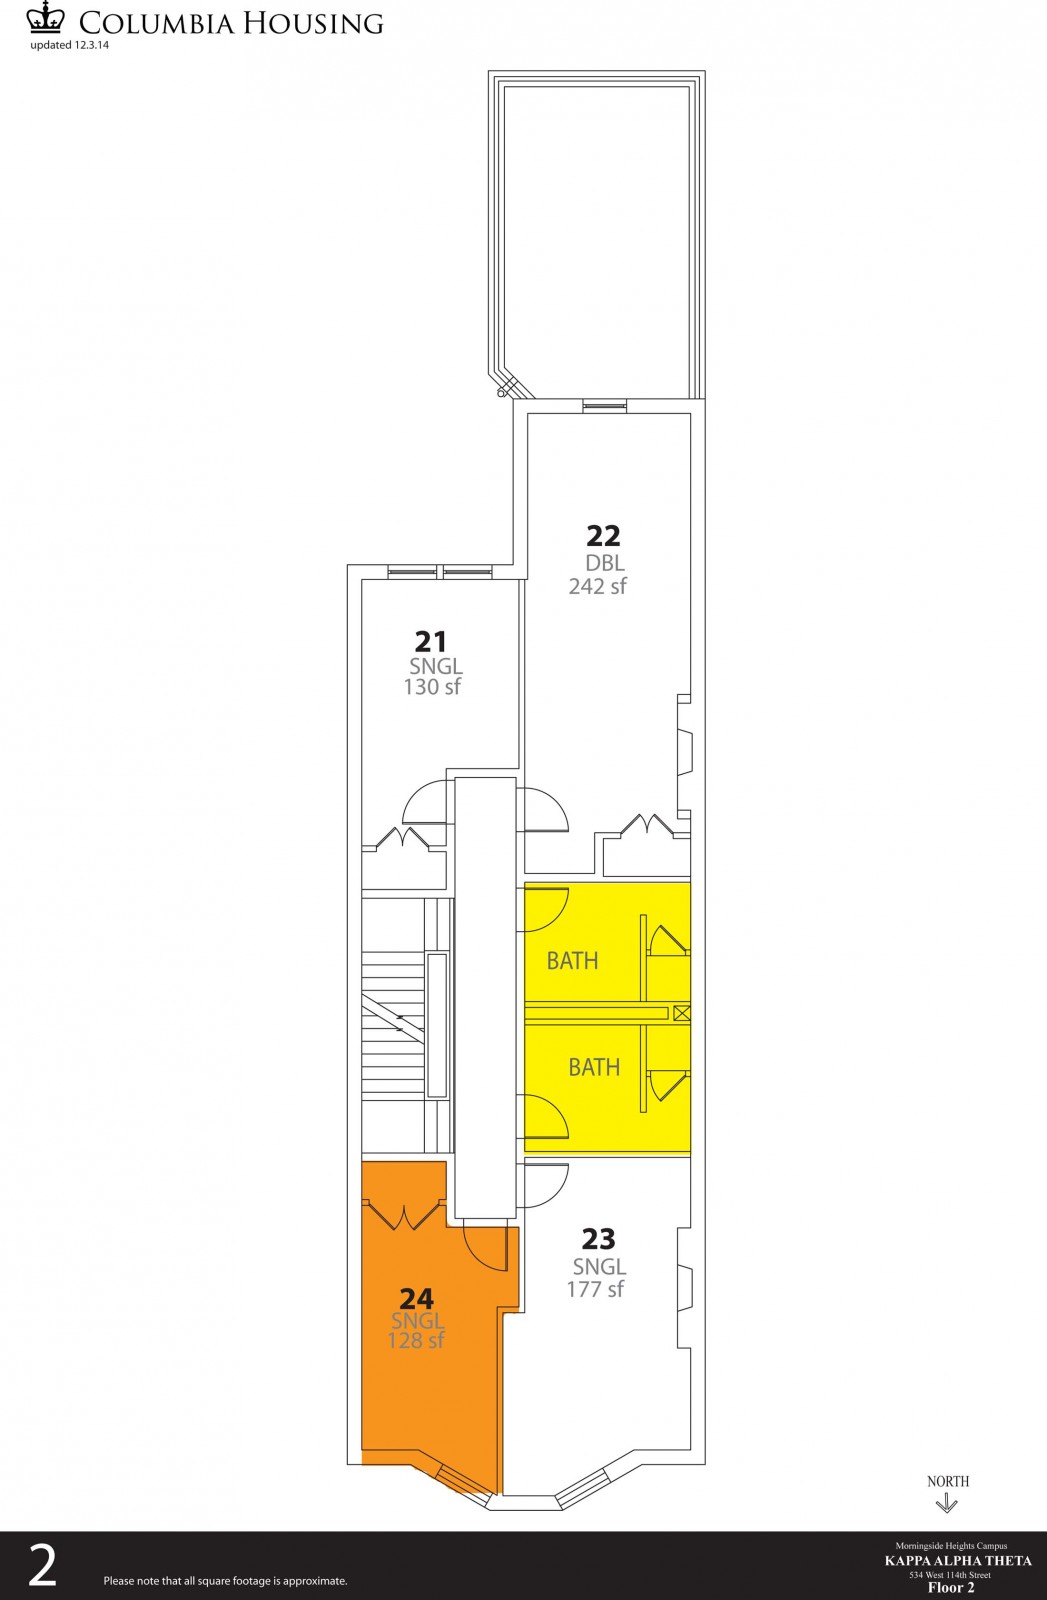 COLUMBIA HOUSING
updated 12.3.14
22
DBL
242 sf
21
SNGL
130 sf
BATH
BATH
23
SNGL
177 sf
24
SNGL
128 sf
NORTH
2
Please note that all square footage is approximate.
Morningside Heights Campus
KAPPA ALPHA THETA
534 West 114th Street
Floor 2